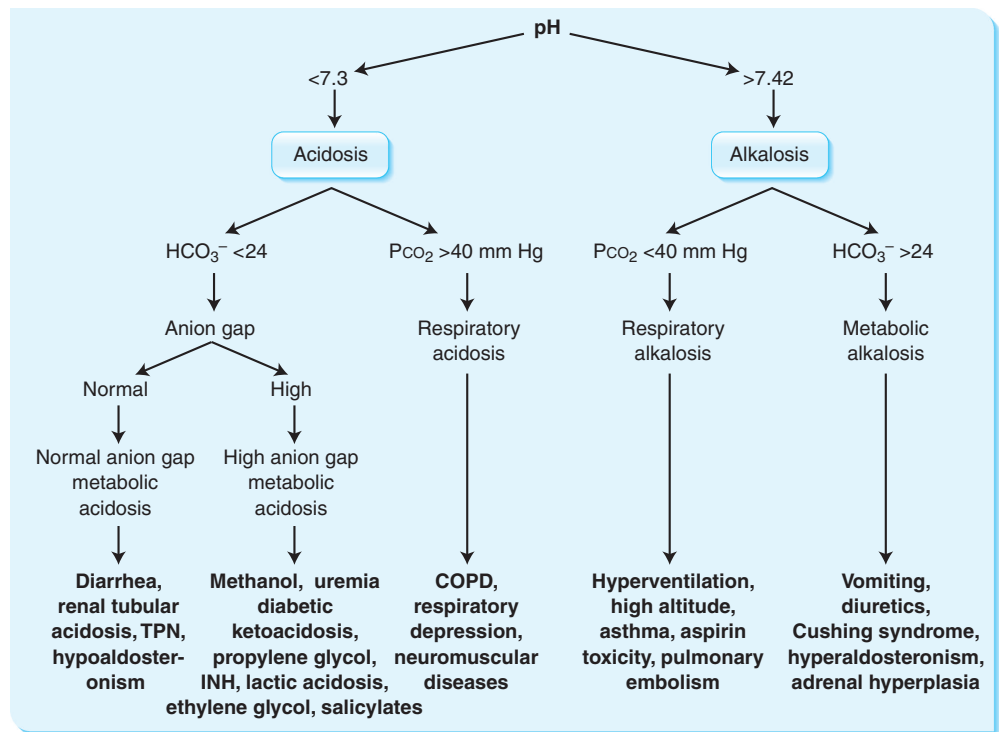 pH
<7.3
>7.42
Acidosis
Alkalosis
HCO₃⁻ <24
PCO₂ >40 mm Hg
PCO₂ <40 mm Hg
HCO₃⁻ >24
Anion gap
Respiratory
acidosis
Respiratory
alkalosis
Metabolic
alkalosis
Normal
High
Normal anion gap
metabolic
acidosis
High anion gap
metabolic
acidosis
Diarrhea,
renal tubular
acidosis, TPN,
hypoaldoster-
onism
Methanol, uremia
diabetic
ketoacidosis,
propylene glycol,
INH, lactic acidosis,
ethylene glycol, salicylates
COPD,
respiratory
depression,
neuromuscular
diseases
Hyperventilation,
high altitude,
asthma, aspirin
toxicity, pulmonary
embolism
Vomiting,
diuretics,
Cushing syndrome,
hyperaldosteronism,
adrenal hyperplasia